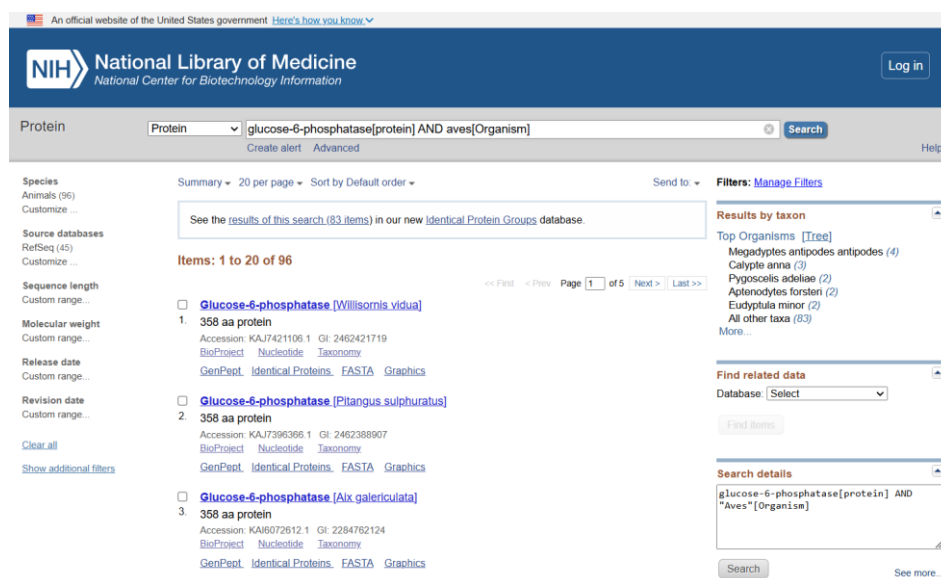 An official website of the United States government Here's how you know
NIH National Library of Medicine
National Center for Biotechnology Information
Log in
Protein
Protein
glucose-6-phosphatase[protein] AND aves[Organism]
Search
Create alert Advanced
Help
Species
Animals (96)
Customize ...
Source databases
RefSeq (45)
Customize ...
Sequence length
Custom range...
Molecular weight
Custom range...
Release date
Custom range...
Revision date
Custom range...
Clear all
Show additional filters
Summary 20 per page Sort by Default order Send to:
See the results of this search (83 items) in our new Identical Protein Groups database.
Items: 1 to 20 of 96
<< First < Prev Page 1 of 5 Next > Last >>
Glucose-6-phosphatase [Willisornis vidua]
1. 358 aa protein
Accession: KAJ7421106.1 GI: 2462421719
BioProject Nucleotide Taxonomy
GenPept Identical Proteins FASTA Graphics
Glucose-6-phosphatase [Pitangus sulphuratus]
2. 358 aa protein
Accession: KAJ7396366.1 GI: 2462388907
BioProject Nucleotide Taxonomy
GenPept Identical Proteins FASTA Graphics
Glucose-6-phosphatase [Aix galericulata]
3. 358 aa protein
Accession: KAI6072612.1 GI: 2284762124
BioProject Nucleotide Taxonomy
GenPept Identical Proteins FASTA Graphics
Filters: Manage Filters
Results by taxon
Top Organisms [Tree]
Megadyptes antipodes antipodes (4)
Calypte anna (3)
Pygoscelis adeliae (2)
Aptenodytes forsteri (2)
Eudyptula minor (2)
All other taxa (83)
More...
Find related data
Database: Select
Find items
Search details
glucose-6-phosphatase[protein] AND
"Aves"[Organism]
Search
See more...